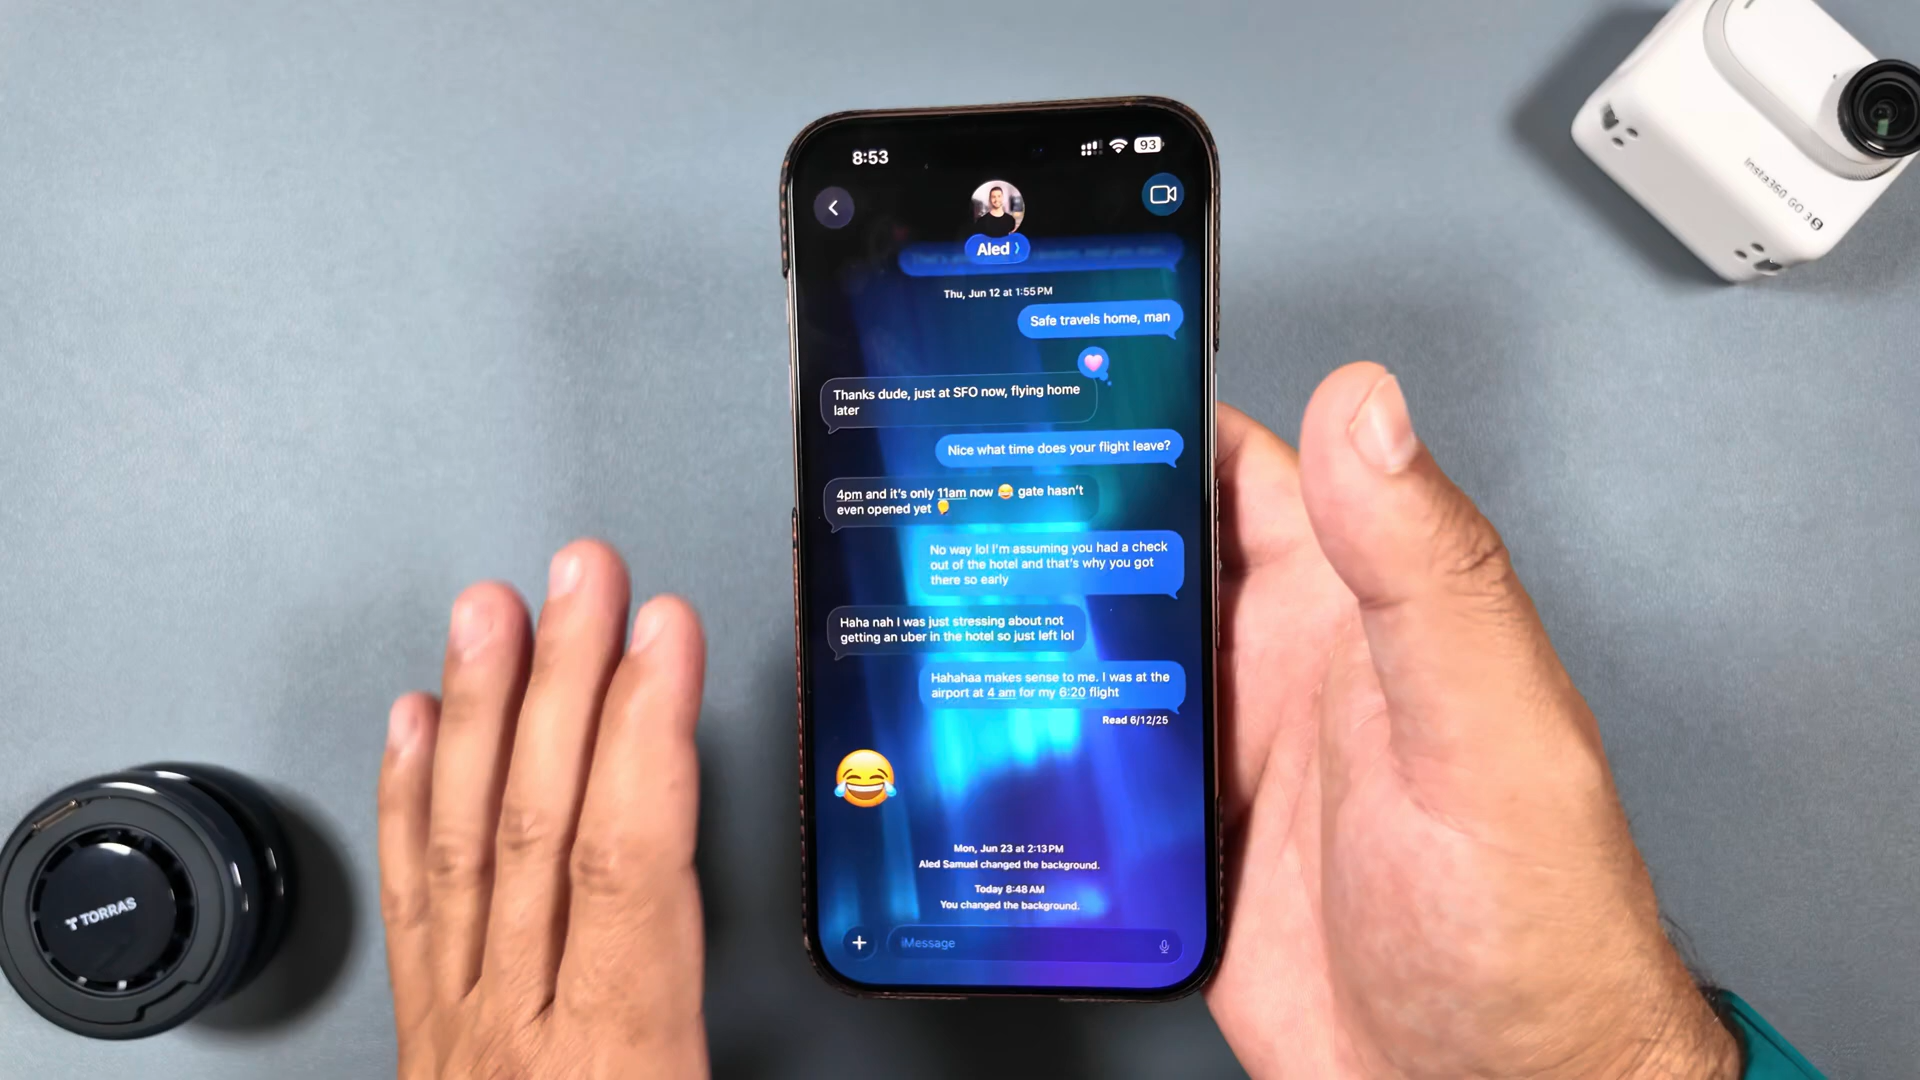 8:53
93
Aled
Thu, Jun 12 at 1:55 PM
Safe travels home, man
Thanks dude, just at SFO now, flying home
later
Nice what time does your flight leave?
4pm and it's only 11am now 😂 gate hasn't
even opened yet
No way lol I'm assuming you had a check
out of the hotel and that's why you got
there so early
Haha nah I was just stressing about not
getting an uber in the hotel so just left lol
Hahahaa makes sense to me. I was at the
airport at 4 am for my 6:20 flight
Read 6/12/25
😂
Mon, Jun 23 at 2:13 PM
Aled Samuel changed the background.
Today 8:48 AM
You changed the background.
iMessage
Insta360 GO 3S
TORRAS